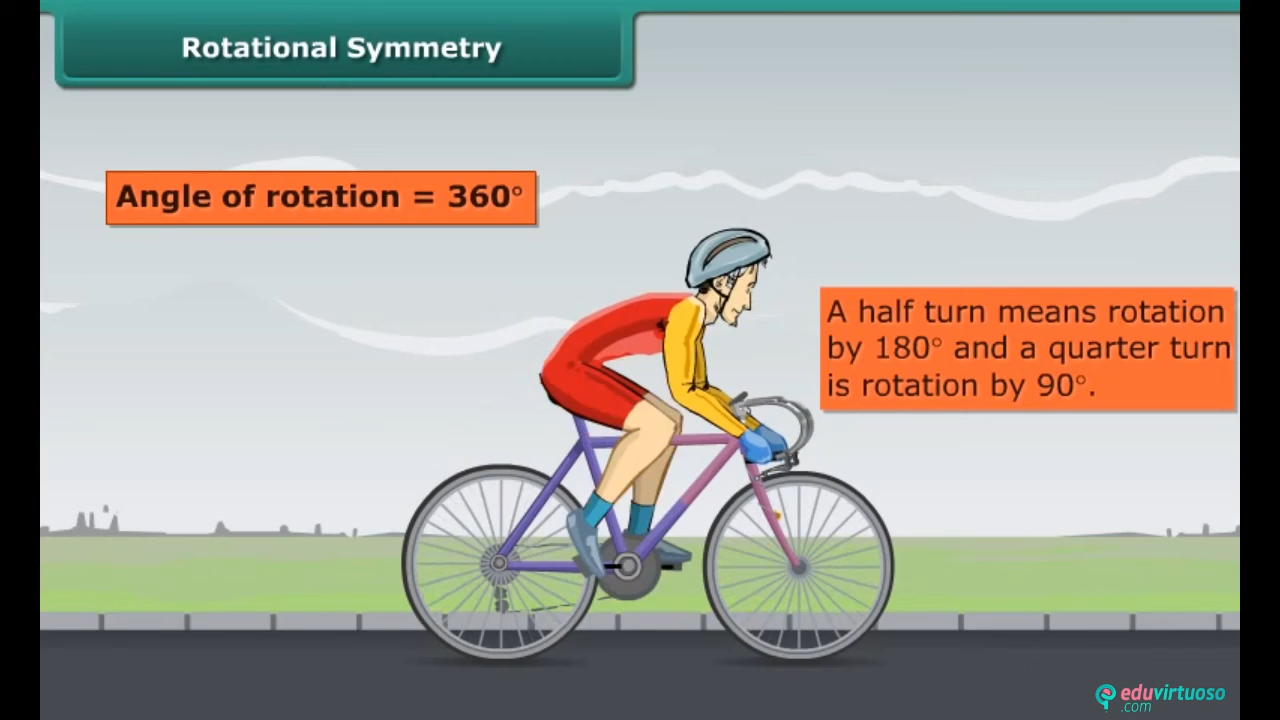 Rotational Symmetry
Angle of rotation = 360°
A half turn means rotation
by 180° and a quarter turn
is rotation by 90°.
eduvirtuoso
.com